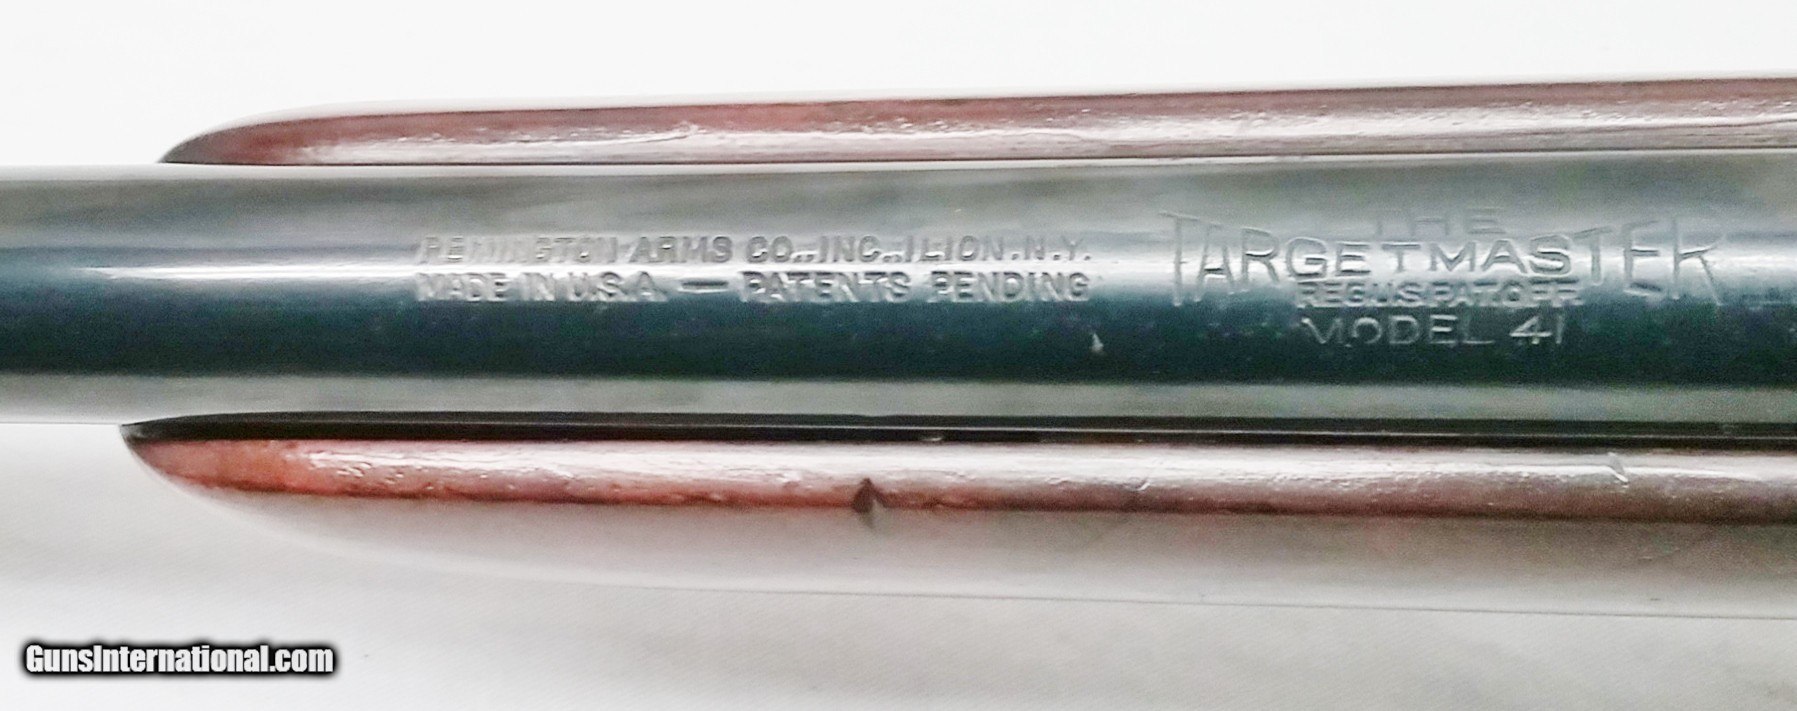 REMINGTON ARMS CO., INC., ILION, N.Y.
MADE IN U.S.A. — PATENTS PENDING
THE
TARGETMASTER
REG.U.S.PAT.OFF.
MODEL 41
GunsInternational.com